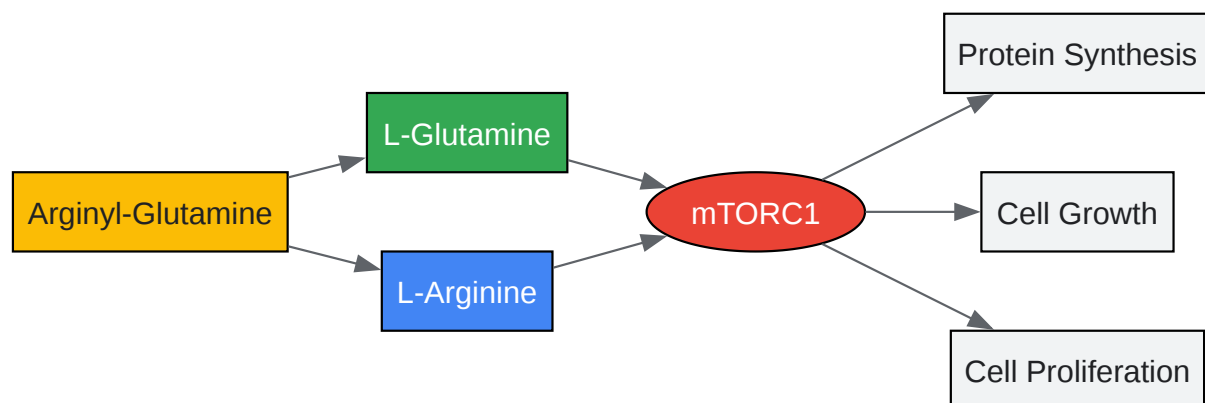 Protein Synthesis
L-Glutamine
Arginyl-Glutamine
mTORC1
Cell Growth
L-Arginine
Cell Proliferation